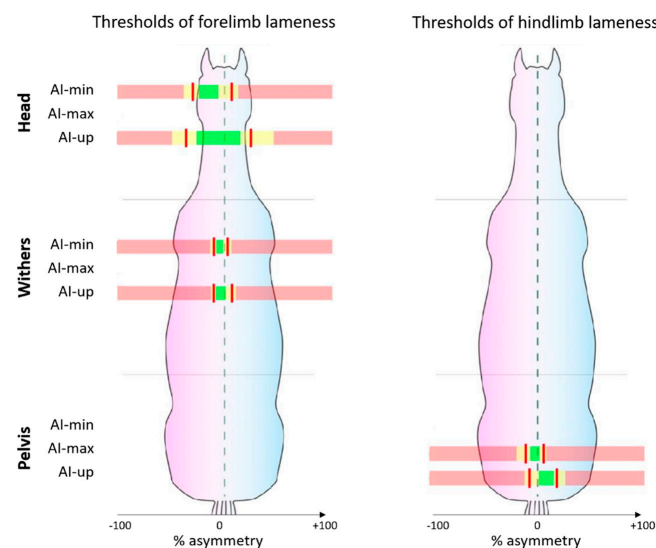 Thresholds of forelimb lameness
Thresholds of hindlimb lameness
Head
AI-min
AI-max
AI-up
Withers
AI-min
AI-max
AI-up
Pelvis
AI-min
AI-max
AI-up
-100 0 +100
% asymmetry
-100 0 +100
% asymmetry